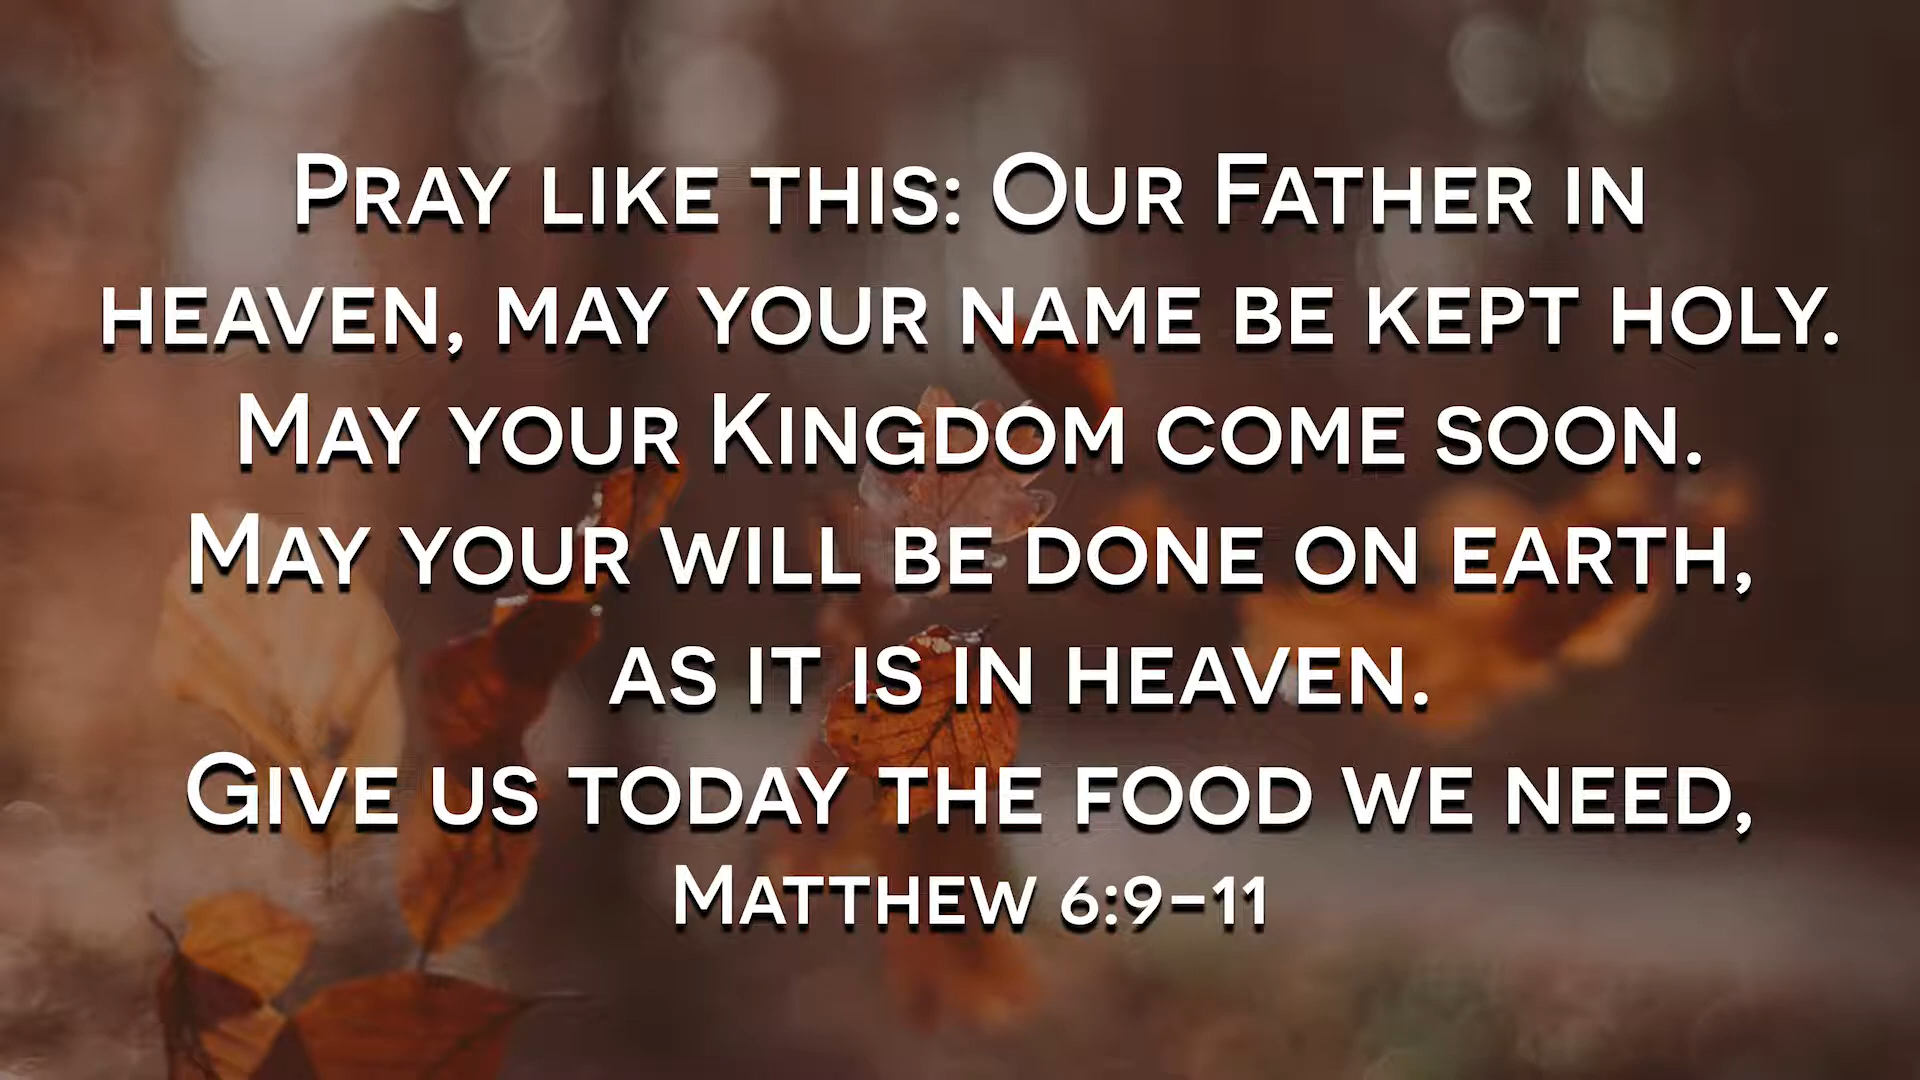 Pray like this: Our Father in
heaven, may your name be kept holy.
May your Kingdom come soon.
May your will be done on earth,
as it is in heaven.
Give us today the food we need,
Matthew 6:9–11